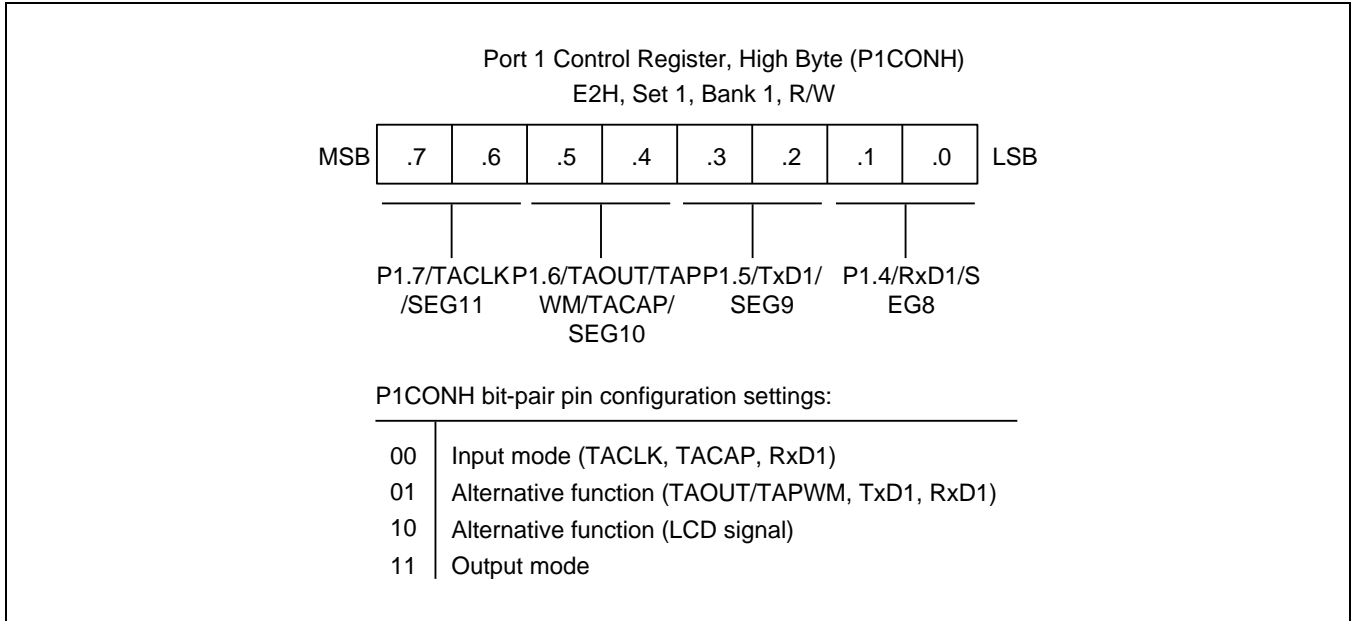 Port 1 Control Register, High Byte (P1CONH)
E2H, Set 1, Bank 1, R/W
MSB .7 .6 .5 .4 .3 .2 .1 .0 LSB
P1.7/TACLK P1.6/TAOUT/TAP P1.5/TxD1/ P1.4/RxD1/S
/SEG11 WM/TACAP/ SEG9 EG8
SEG10
P1CONH bit-pair pin configuration settings:
00 Input mode (TACLK, TACAP, RxD1)
01 Alternative function (TAOUT/TAPWM, TxD1, RxD1)
10 Alternative function (LCD signal)
11 Output mode